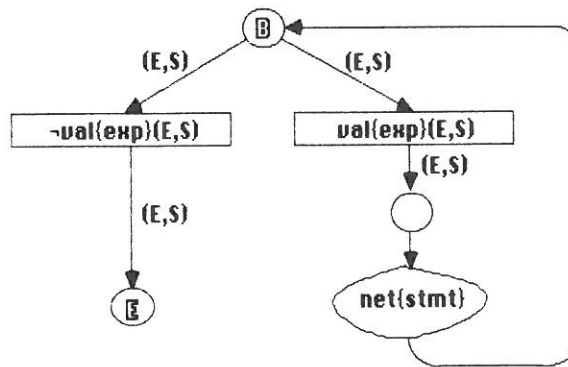 B
(E,S) (E,S)
¬val{exp}(E,S) val{exp}(E,S)
(E,S)
(E,S)
net{stmt}
E